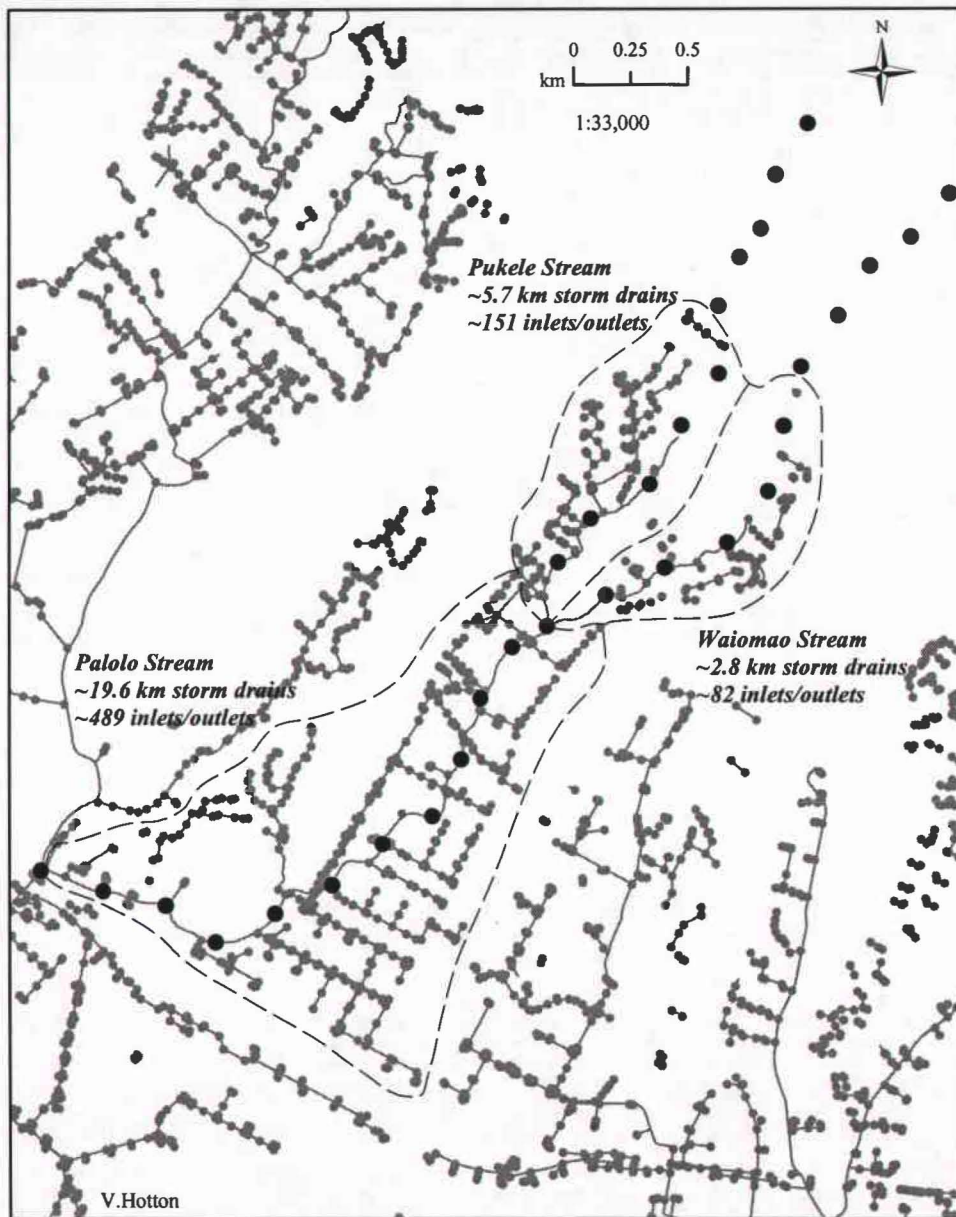 N
0 0.25 0.5
km
1:33,000
Pukele Stream
~5.7 km storm drains
~151 inlets/outlets
Waiomao Stream
~2.8 km storm drains
~82 inlets/outlets
Palolo Stream
~19.6 km storm drains
~489 inlets/outlets
V.Hotton